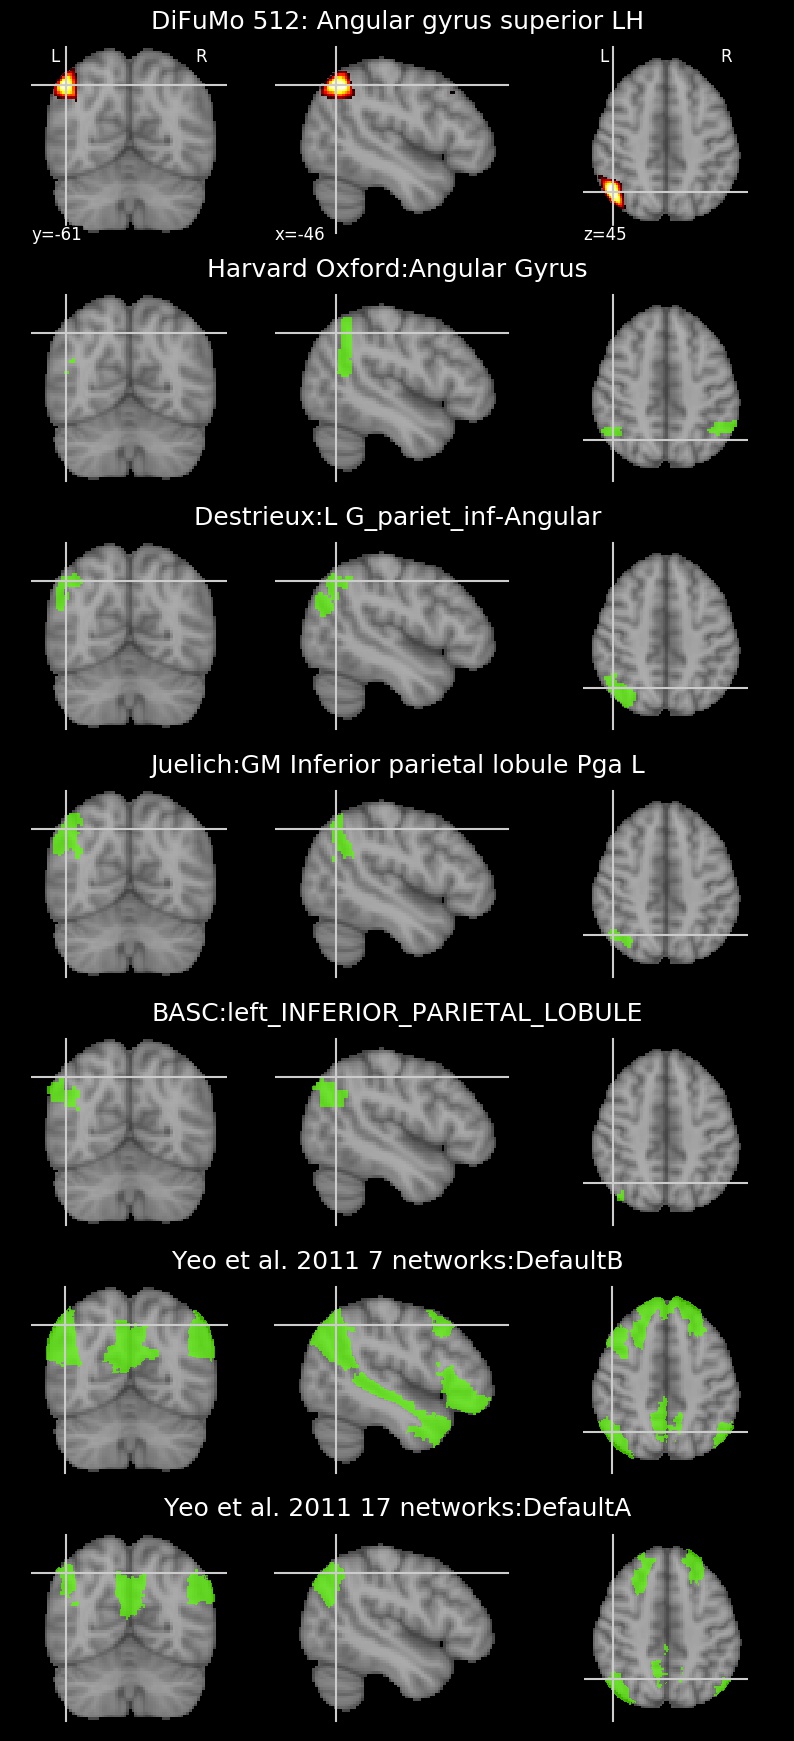 DiFuMo 512: Angular gyrus superior LH
L R L R
y=-61 x=-46 z=45
Harvard Oxford:Angular Gyrus
Destrieux:L G_pariet_inf-Angular
Juelich:GM Inferior parietal lobule Pga L
BASC:left_INFERIOR_PARIETAL_LOBULE
Yeo et al. 2011 7 networks:DefaultB
Yeo et al. 2011 17 networks:DefaultA